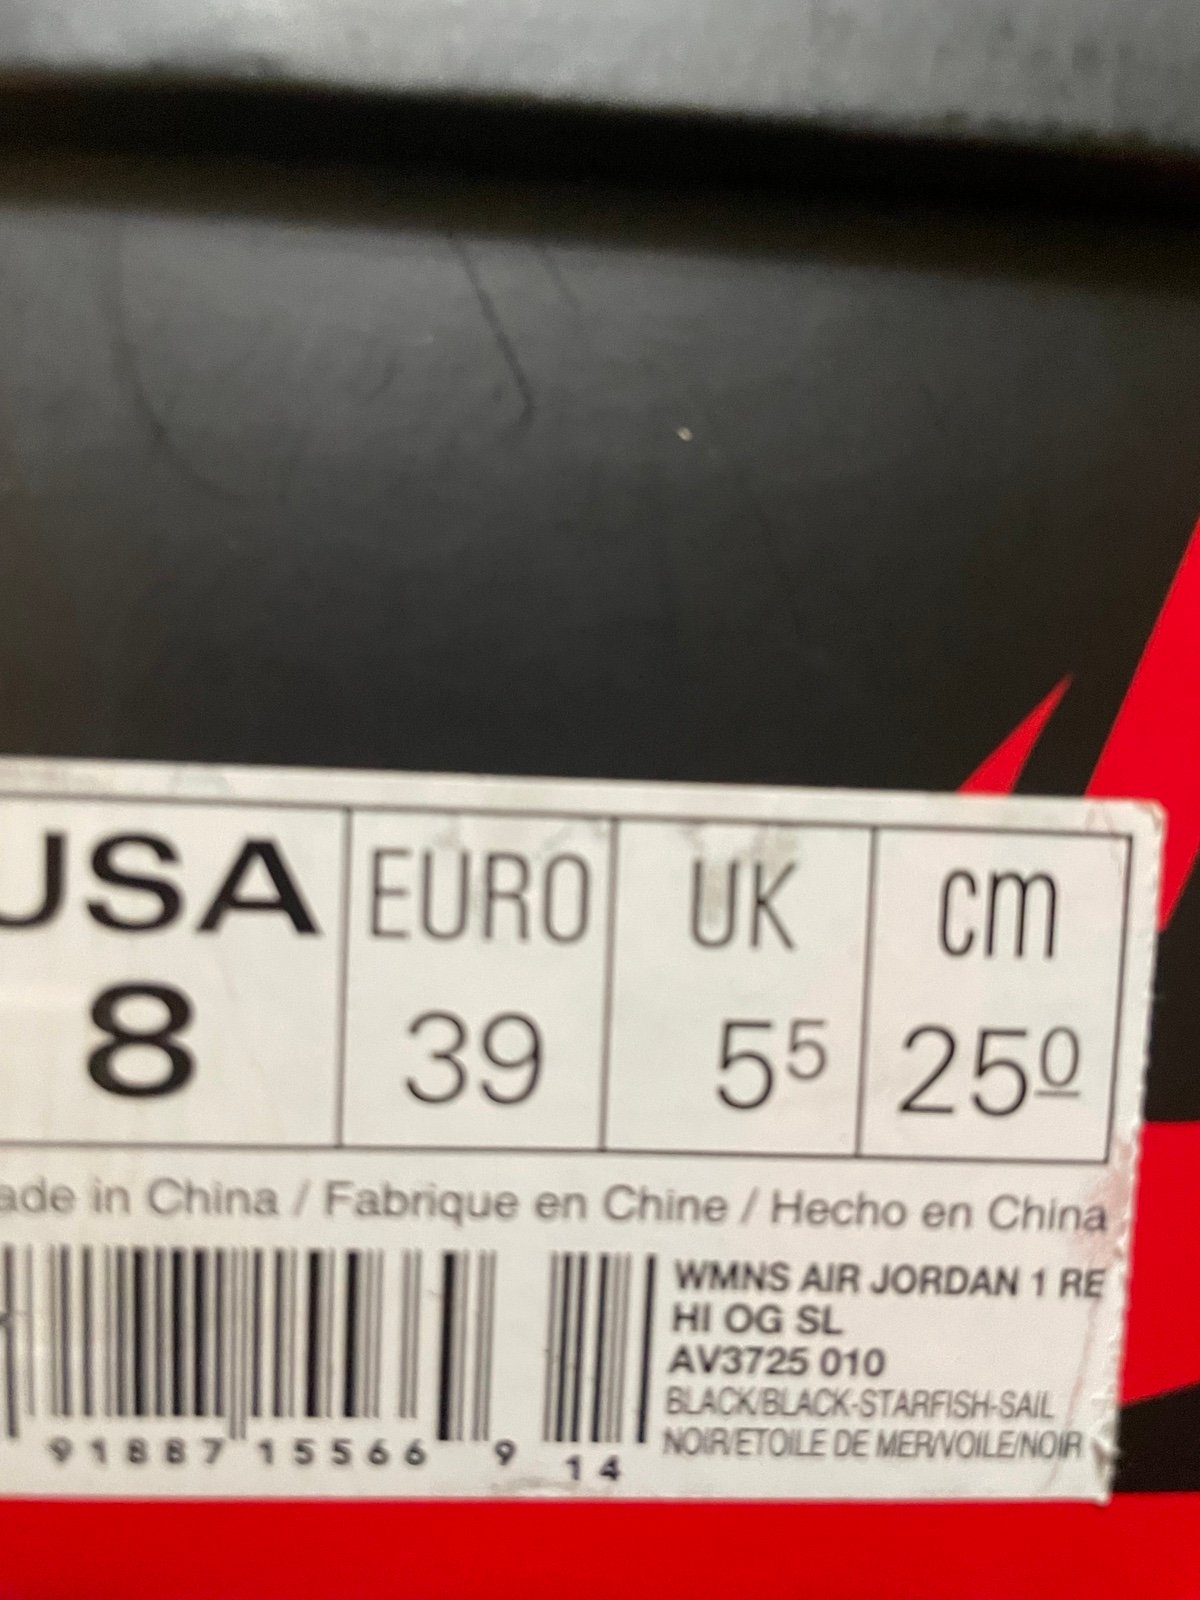 USA EURO UK cm
8 39 5⁵ 25⁰
ade in China / Fabrique en Chine / Hecho en China
WMNS AIR JORDAN 1 RE
HI OG SL
AV3725 010
BLACK/BLACK-STARFISH-SAIL
NOIR/ETOILE DE MER/VOILE/NOIR
91887 15566 9 14